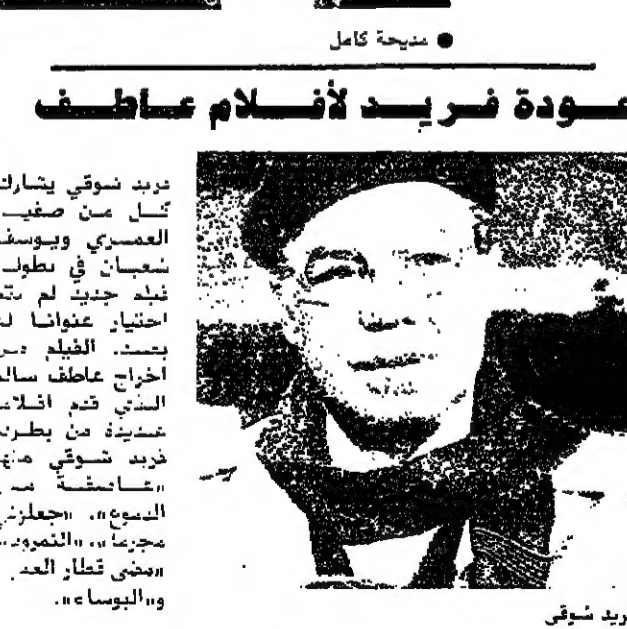 مديحة كامل
عودة فريد لأفلام عاطف
فريد شوقي يشارك
كل من صفية
العمري ويوسف
شعبان في بطولة
فيلم جديد لم يتم
اختيار عنوانا له
بعد. الفيلم من
اخراج عاطف سالم
الذي قدم افلاما
عديدة من بطولة
فريد شوقي منها
«عاصفة من
الدموع»، «جعلوني
مجرما»، «النمرود»،
«مضى قطار العمر
و«البؤساء».
فريد شوقي